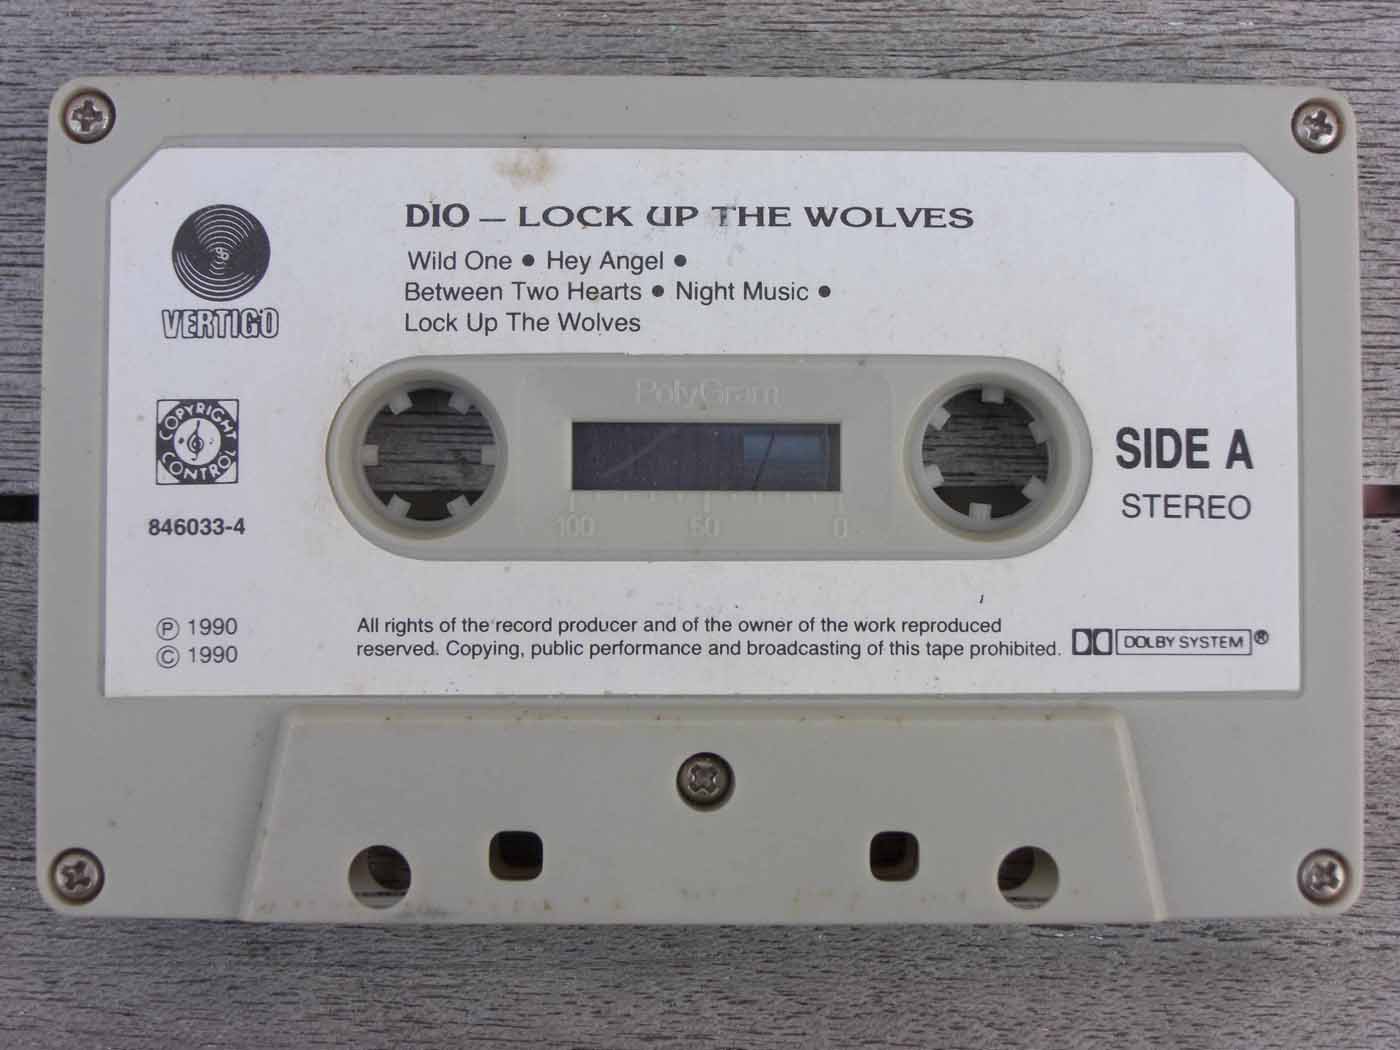 DIO — LOCK UP THE WOLVES
Wild One ● Hey Angel ●
Between Two Hearts ● Night Music ●
Lock Up The Wolves
VERTIGO
PolyGram
COPYRIGHT CONTROL
846033-4
100 50 0
SIDE A
STEREO
Ⓟ 1990
© 1990
All rights of the record producer and of the owner of the work reproduced
reserved. Copying, public performance and broadcasting of this tape prohibited.
DOLBY SYSTEM®